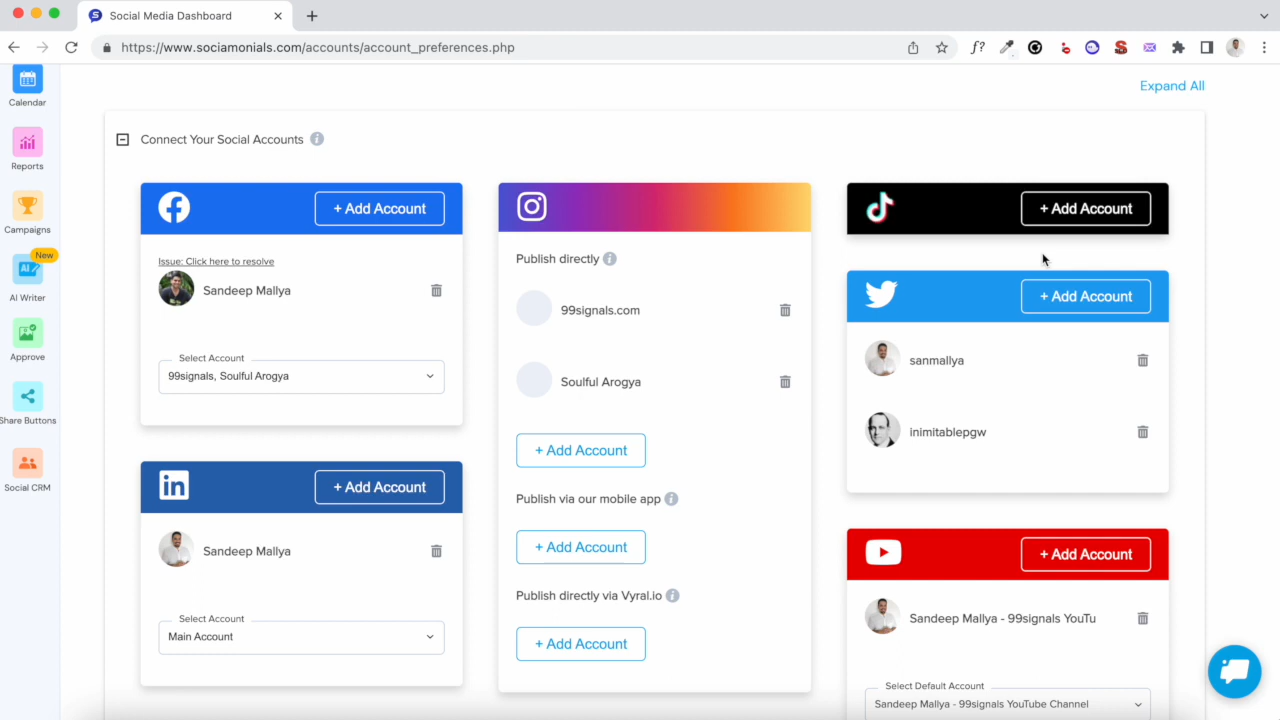 Social Media Dashboard
https://www.sociamonials.com/accounts/account_preferences.php
f?
Calendar
Reports
Campaigns
New
AI
AI Writer
Approve
Share Buttons
Social CRM
Expand All
Connect Your Social Accounts
+ Add Account
Issue: Click here to resolve
Sandeep Mallya
Select Account
99signals, Soulful Arogya
in
+ Add Account
Sandeep Mallya
Select Account
Main Account
Publish directly
99signals.com
Soulful Arogya
+ Add Account
Publish via our mobile app
+ Add Account
Publish directly via Vyral.io
+ Add Account
+ Add Account
+ Add Account
sanmallya
inimitablepgw
+ Add Account
Sandeep Mallya - 99signals YouTu
Select Default Account
Sandeep Mallya - 99signals YouTube Channel